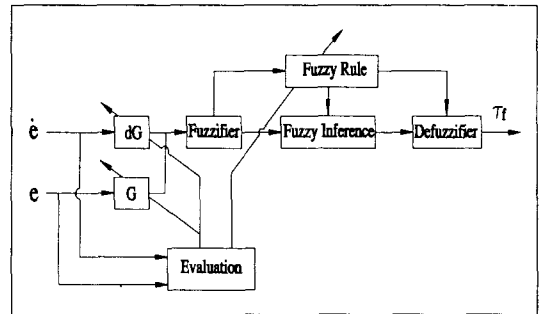 Fuzzy Rule
τf
ė dG Fuzzifier Fuzzy Inference Defuzzifier
e G
Evaluation